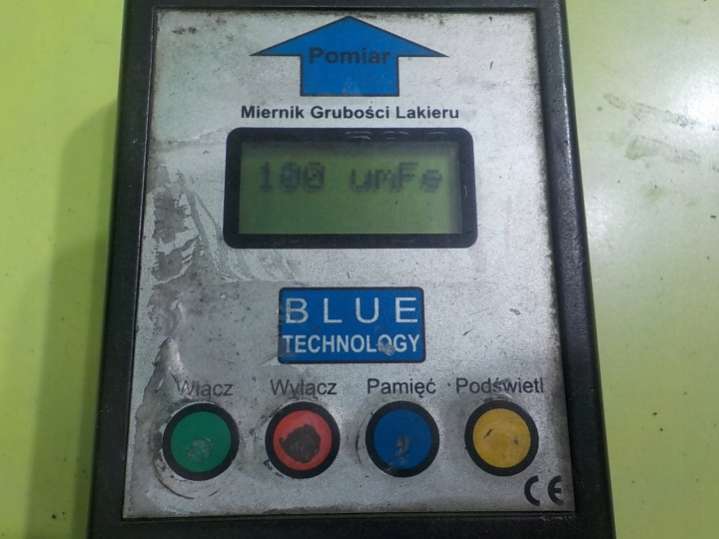 Pomiar
Miernik Grubości Lakieru
100 umFe
BLUE
TECHNOLOGY
Włącz Wyłącz Pamięć Podświetl
CE